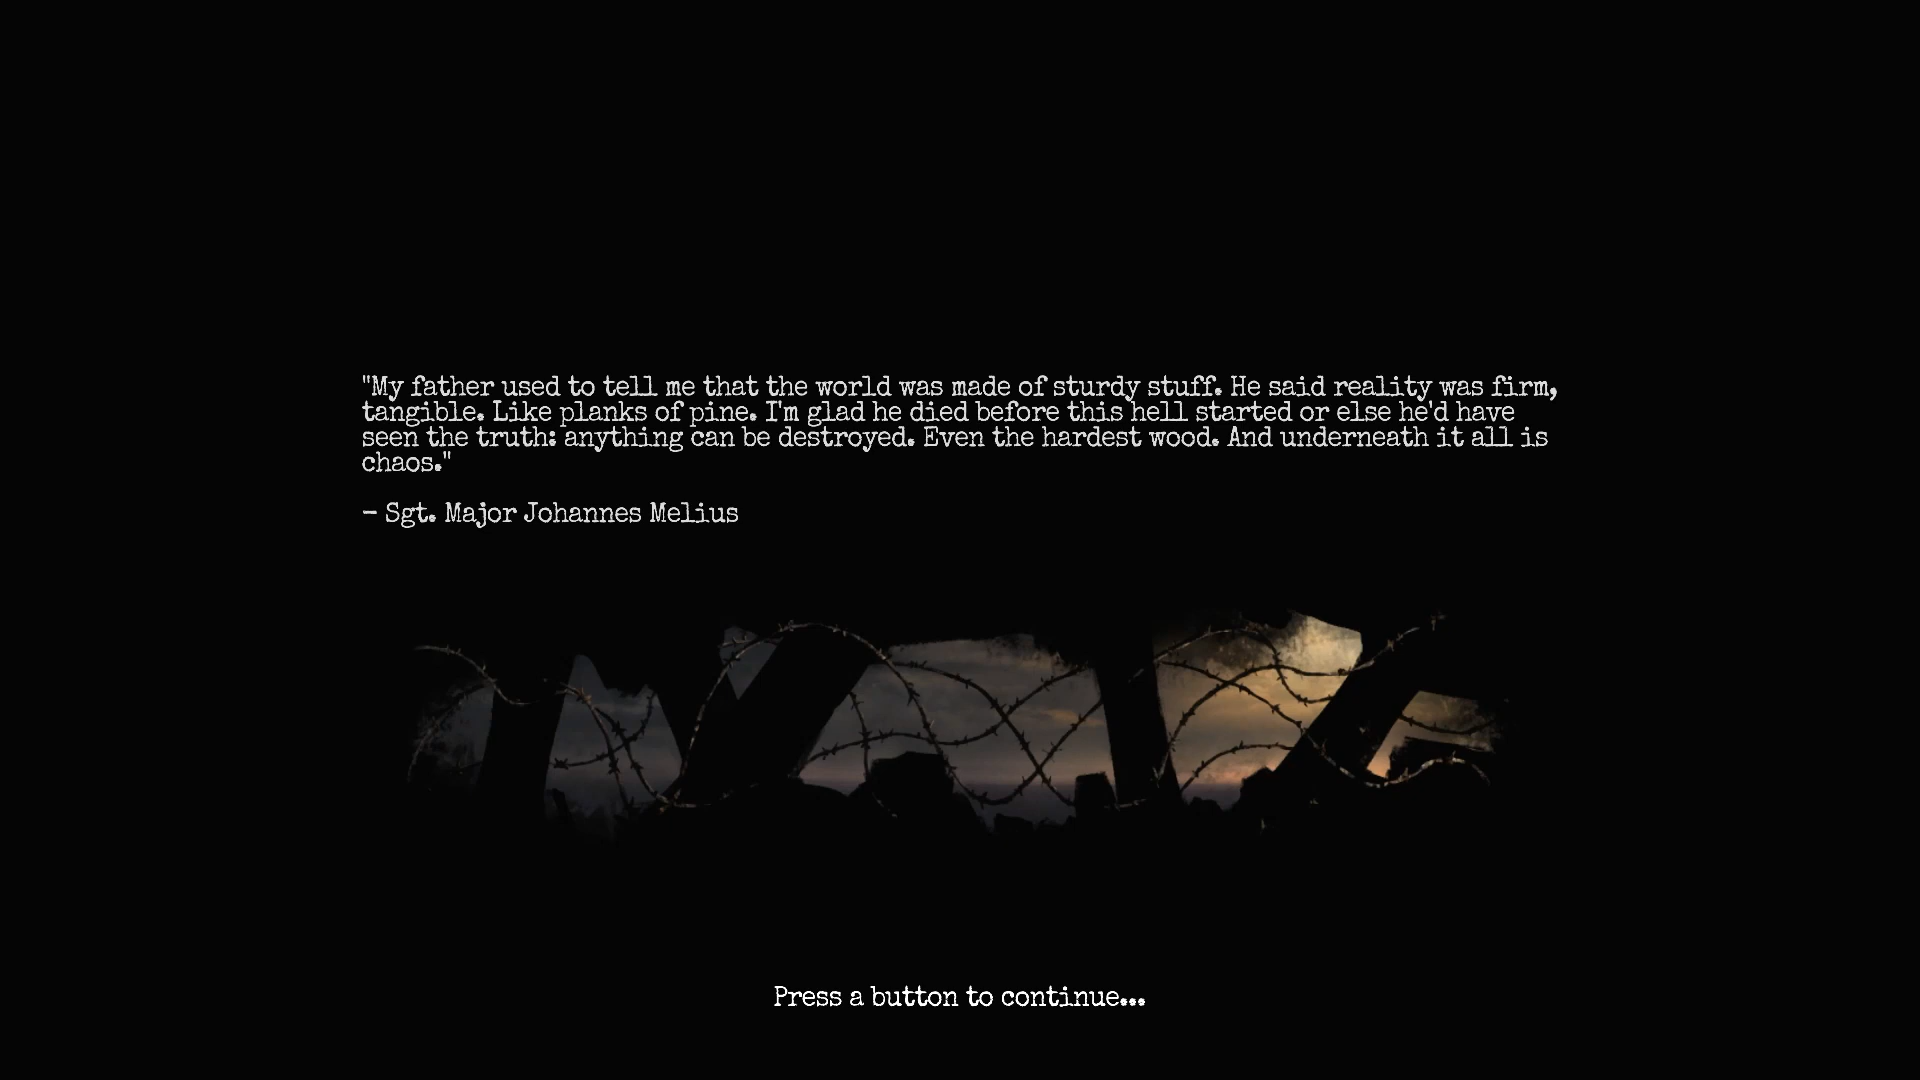 "My father used to tell me that the world was made of sturdy stuff. He said reality was firm,
tangible. Like planks of pine. I'm glad he died before this hell started or else he'd have
seen the truth: anything can be destroyed. Even the hardest wood. And underneath it all is
chaos."
- Sgt. Major Johannes Melius
Press a button to continue...